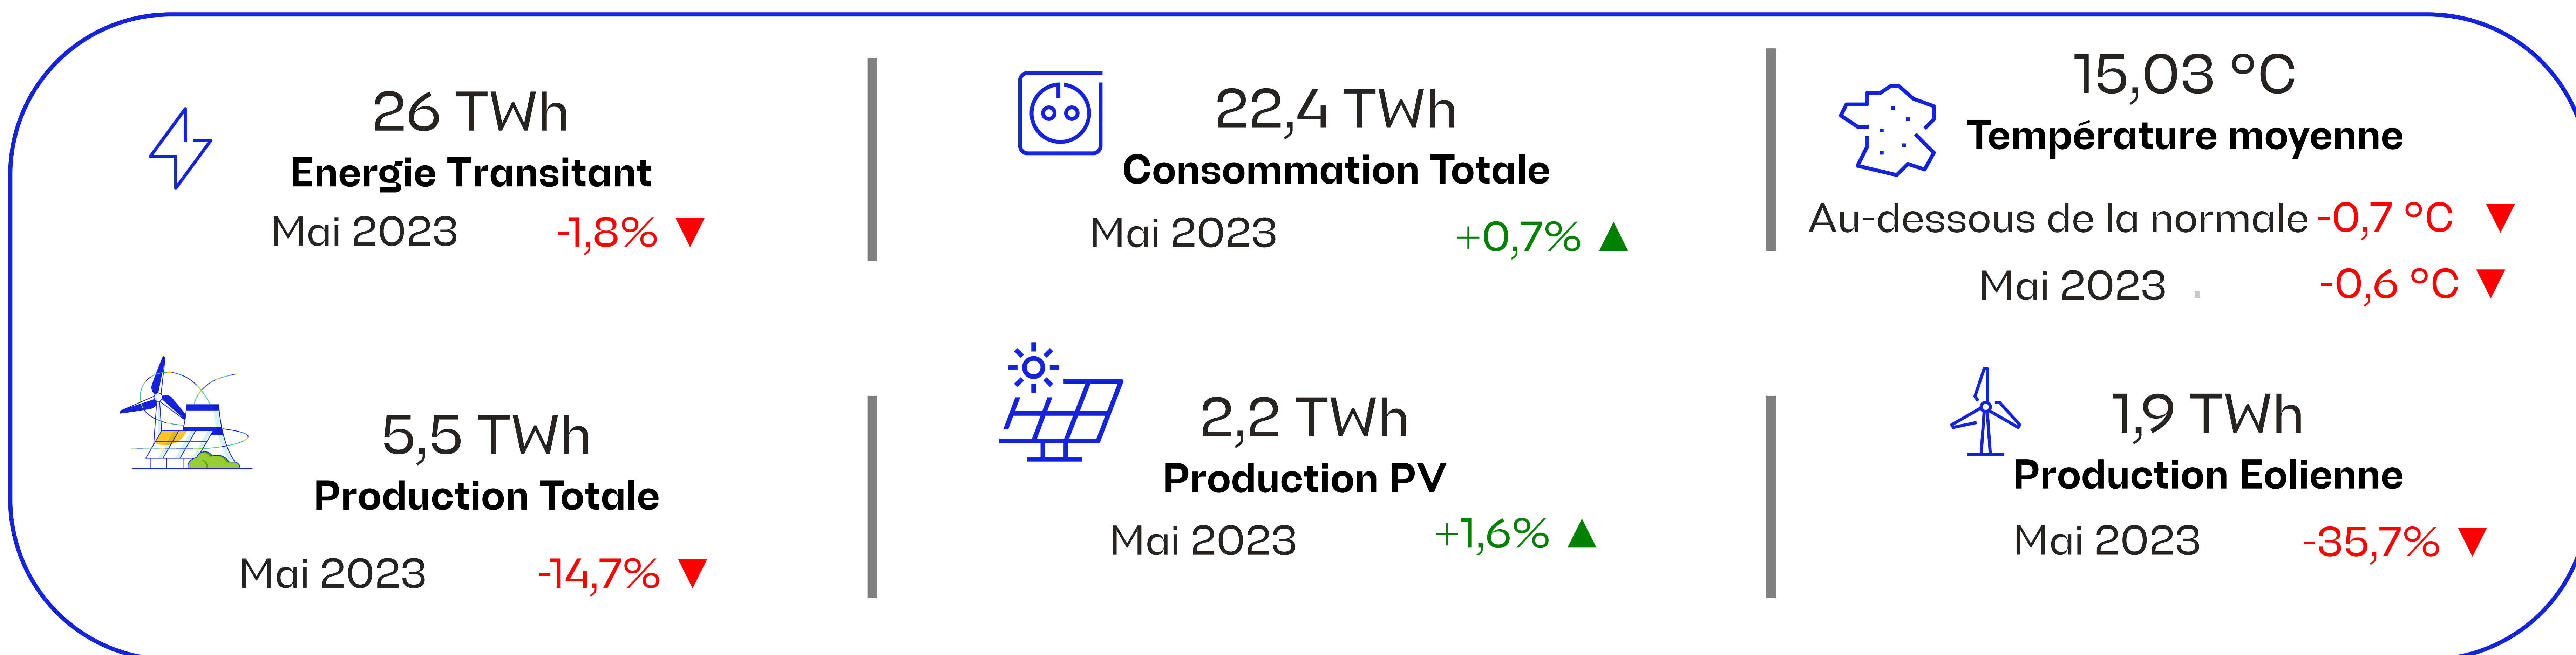 26 TWh
Energie Transitant
Mai 2023 -1,8% ▼
22,4 TWh
Consommation Totale
Mai 2023 +0,7% ▲
15,03 °C
Température moyenne
Au-dessous de la normale -0,7 °C ▼
Mai 2023 . -0,6 °C ▼
5,5 TWh
Production Totale
Mai 2023 -14,7% ▼
2,2 TWh
Production PV
Mai 2023 +1,6% ▲
1,9 TWh
Production Eolienne
Mai 2023 -35,7% ▼